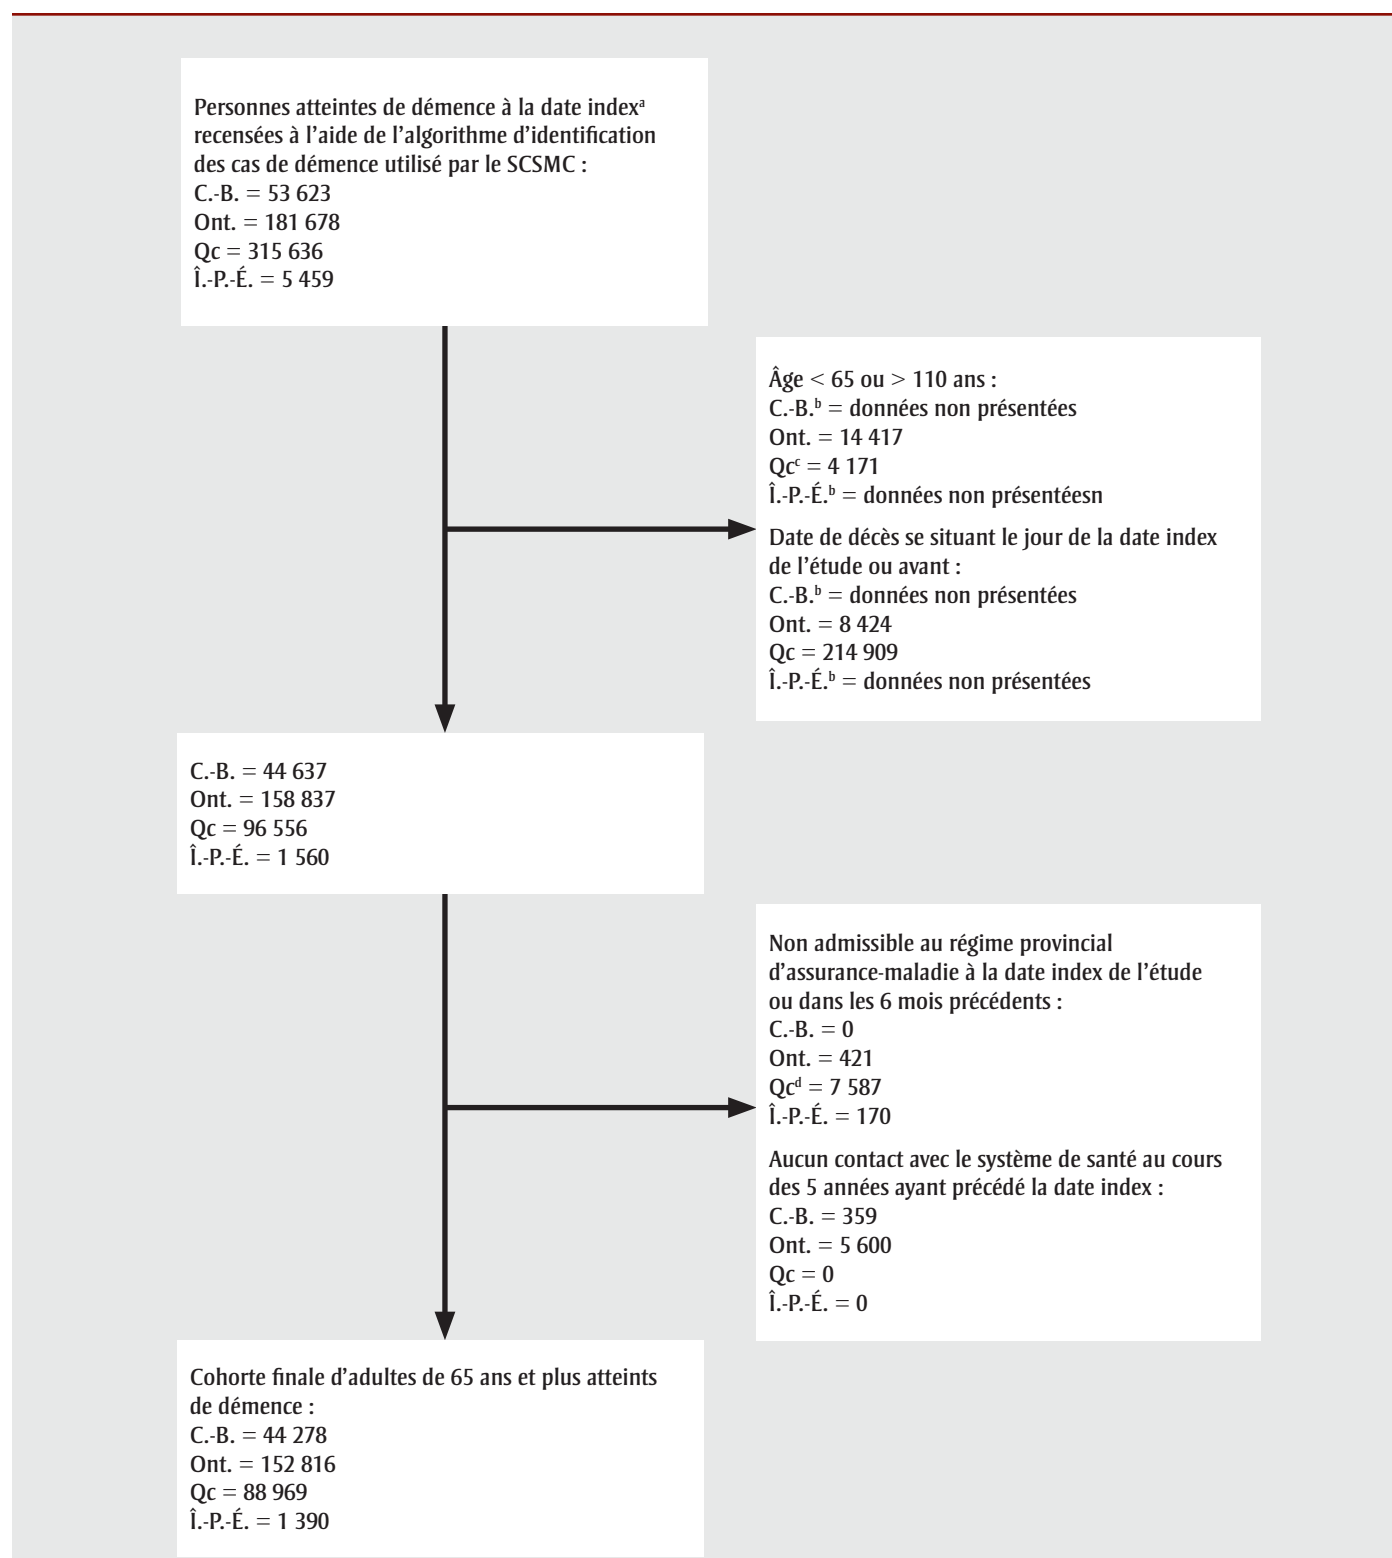 Personnes atteintes de démence à la date indexᵃ
recensées à l’aide de l’algorithme d’identification
des cas de démence utilisé par le SCSMC :
C.-B. = 53 623
Ont. = 181 678
Qc = 315 636
Î.-P.-É. = 5 459
Âge < 65 ou > 110 ans :
C.-B.ᵇ = données non présentées
Ont. = 14 417
Qcᶜ = 4 171
Î.-P.-É.ᵇ = données non présentéesn
Date de décès se situant le jour de la date index
de l’étude ou avant :
C.-B.ᵇ = données non présentées
Ont. = 8 424
Qc = 214 909
Î.-P.-É.ᵇ = données non présentées
C.-B. = 44 637
Ont. = 158 837
Qc = 96 556
Î.-P.-É. = 1 560
Non admissible au régime provincial
d’assurance-maladie à la date index de l’étude
ou dans les 6 mois précédents :
C.-B. = 0
Ont. = 421
Qcᵈ = 7 587
Î.-P.-É. = 170
Aucun contact avec le système de santé au cours
des 5 années ayant précédé la date index :
C.-B. = 359
Ont. = 5 600
Qc = 0
Î.-P.-É. = 0
Cohorte finale d’adultes de 65 ans et plus atteints
de démence :
C.-B. = 44 278
Ont. = 152 816
Qc = 88 969
Î.-P.-É. = 1 390